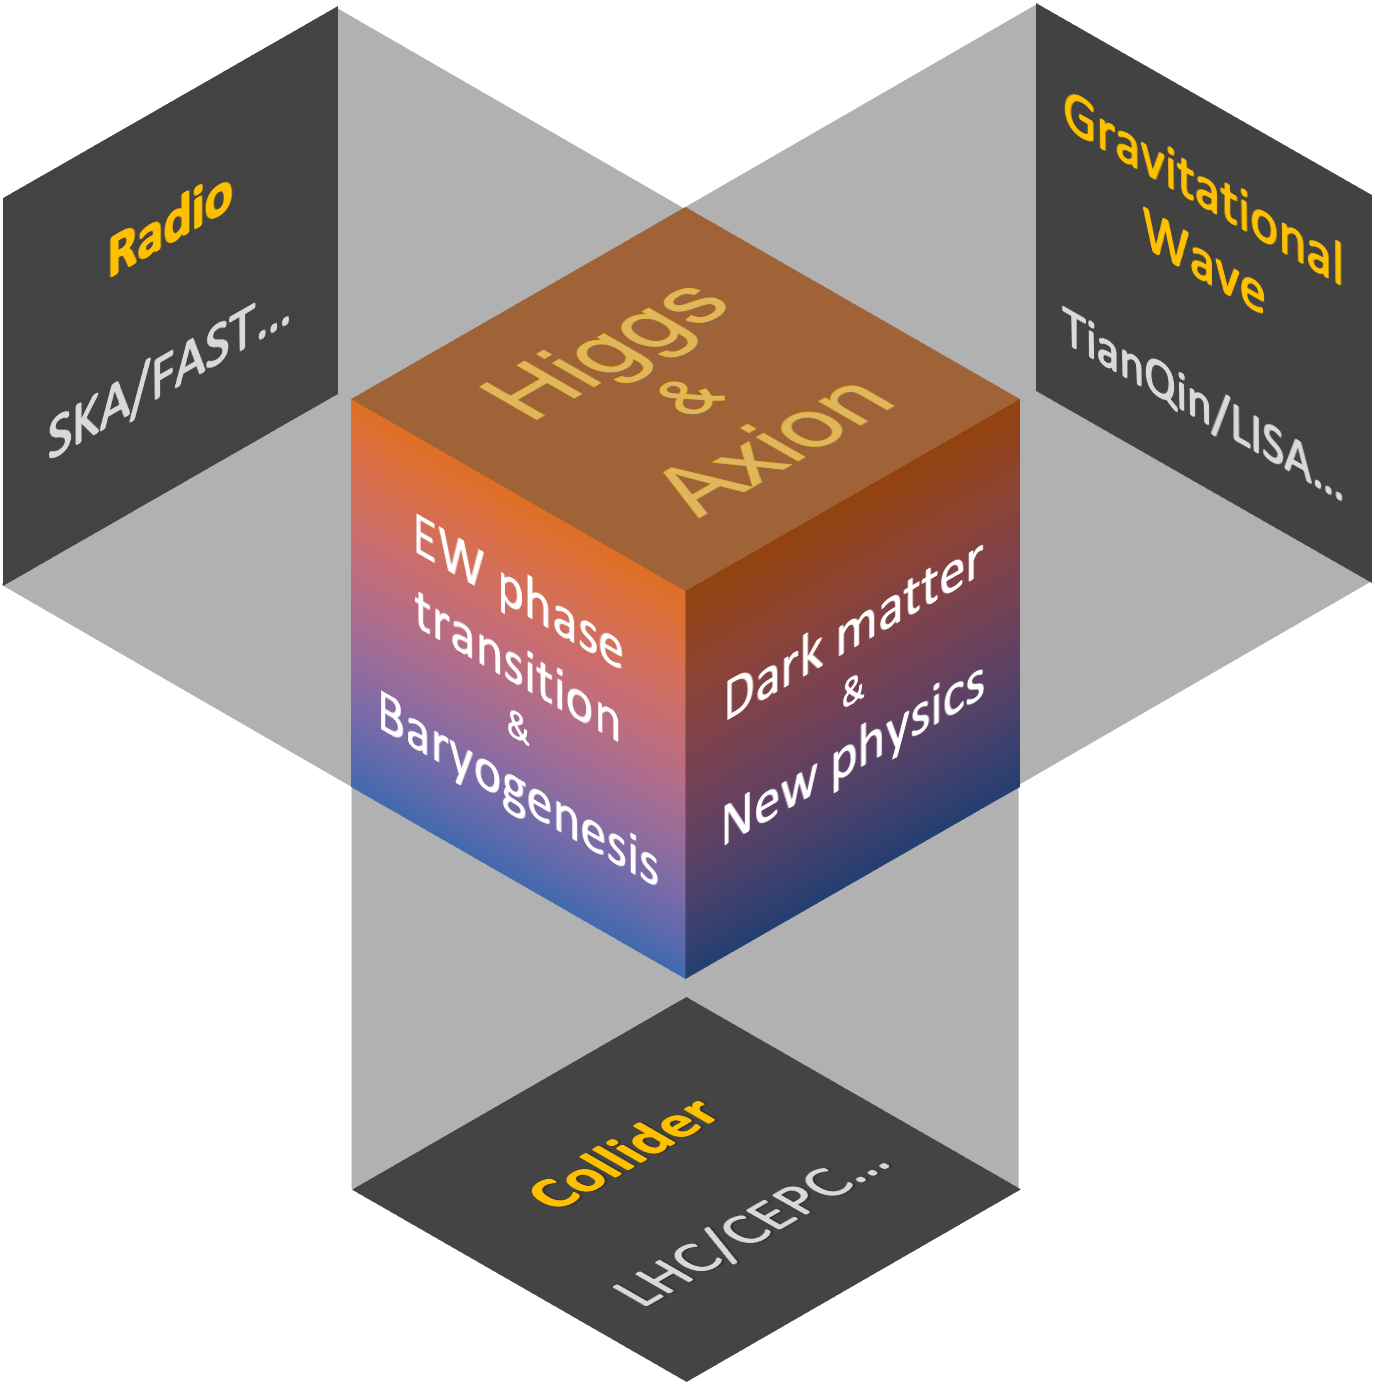 Radio
SKA/FAST...
Gravitational
Wave
TianQin/LISA...
Higgs
&
Axion
EW phase
transition
&
Baryogenesis
Dark matter
&
New physics
Collider
LHC/CEPC...